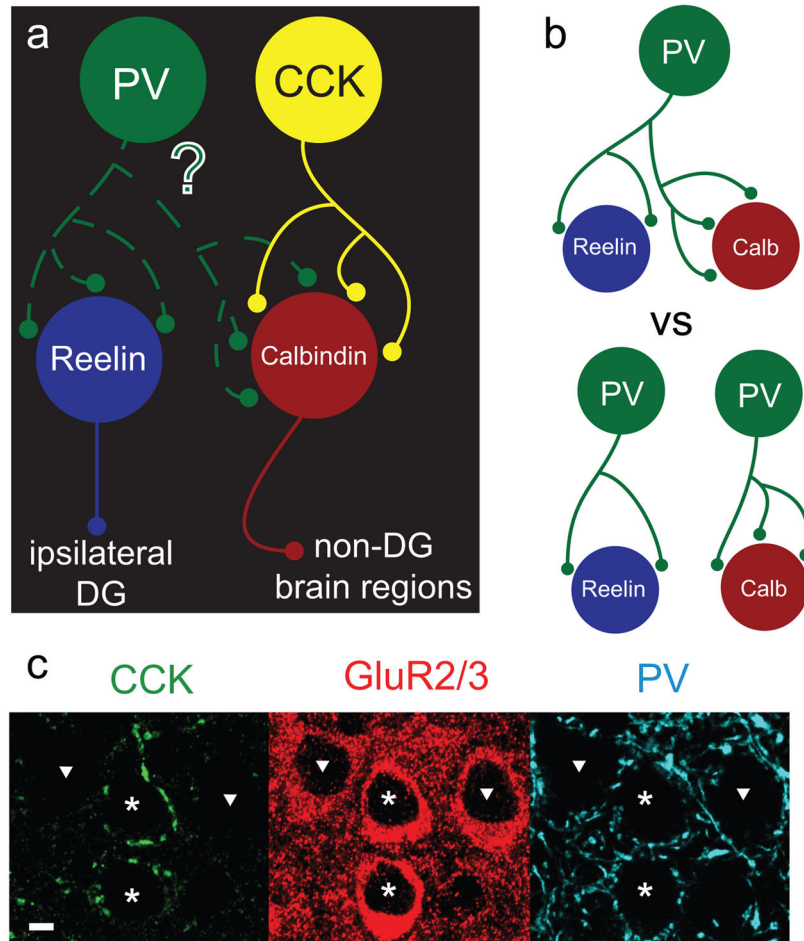 a
PV
CCK
?
Reelin
Calbindin
ipsilateral
DG
non-DG
brain regions
b
PV
Reelin
Calb
vs
PV
PV
Reelin
Calb
c
CCK
GluR2/3
PV
*
*
*
*
*
*